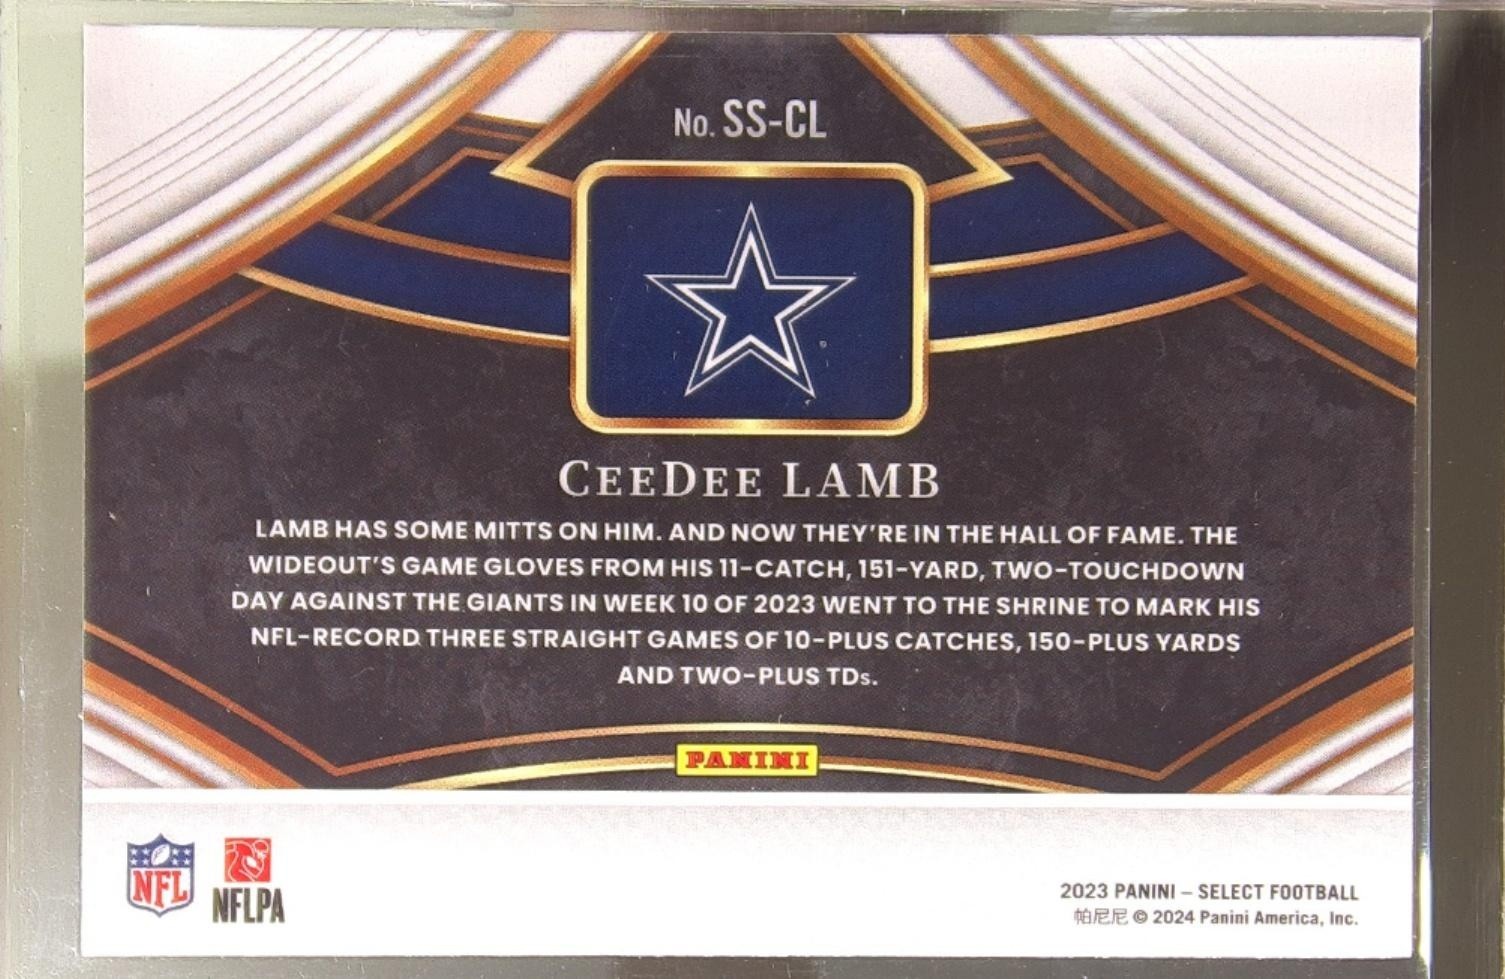 No. SS-CL
CEEDEE LAMB
LAMB HAS SOME MITTS ON HIM. AND NOW THEY'RE IN THE HALL OF FAME. THE
WIDEOUT'S GAME GLOVES FROM HIS 11-CATCH, 151-YARD, TWO-TOUCHDOWN
DAY AGAINST THE GIANTS IN WEEK 10 OF 2023 WENT TO THE SHRINE TO MARK HIS
NFL-RECORD THREE STRAIGHT GAMES OF 10-PLUS CATCHES, 150-PLUS YARDS
AND TWO-PLUS TDs.
PANINI
NFL
NFLPA
2023 PANINI – SELECT FOOTBALL
帕尼尼 © 2024 Panini America, Inc.